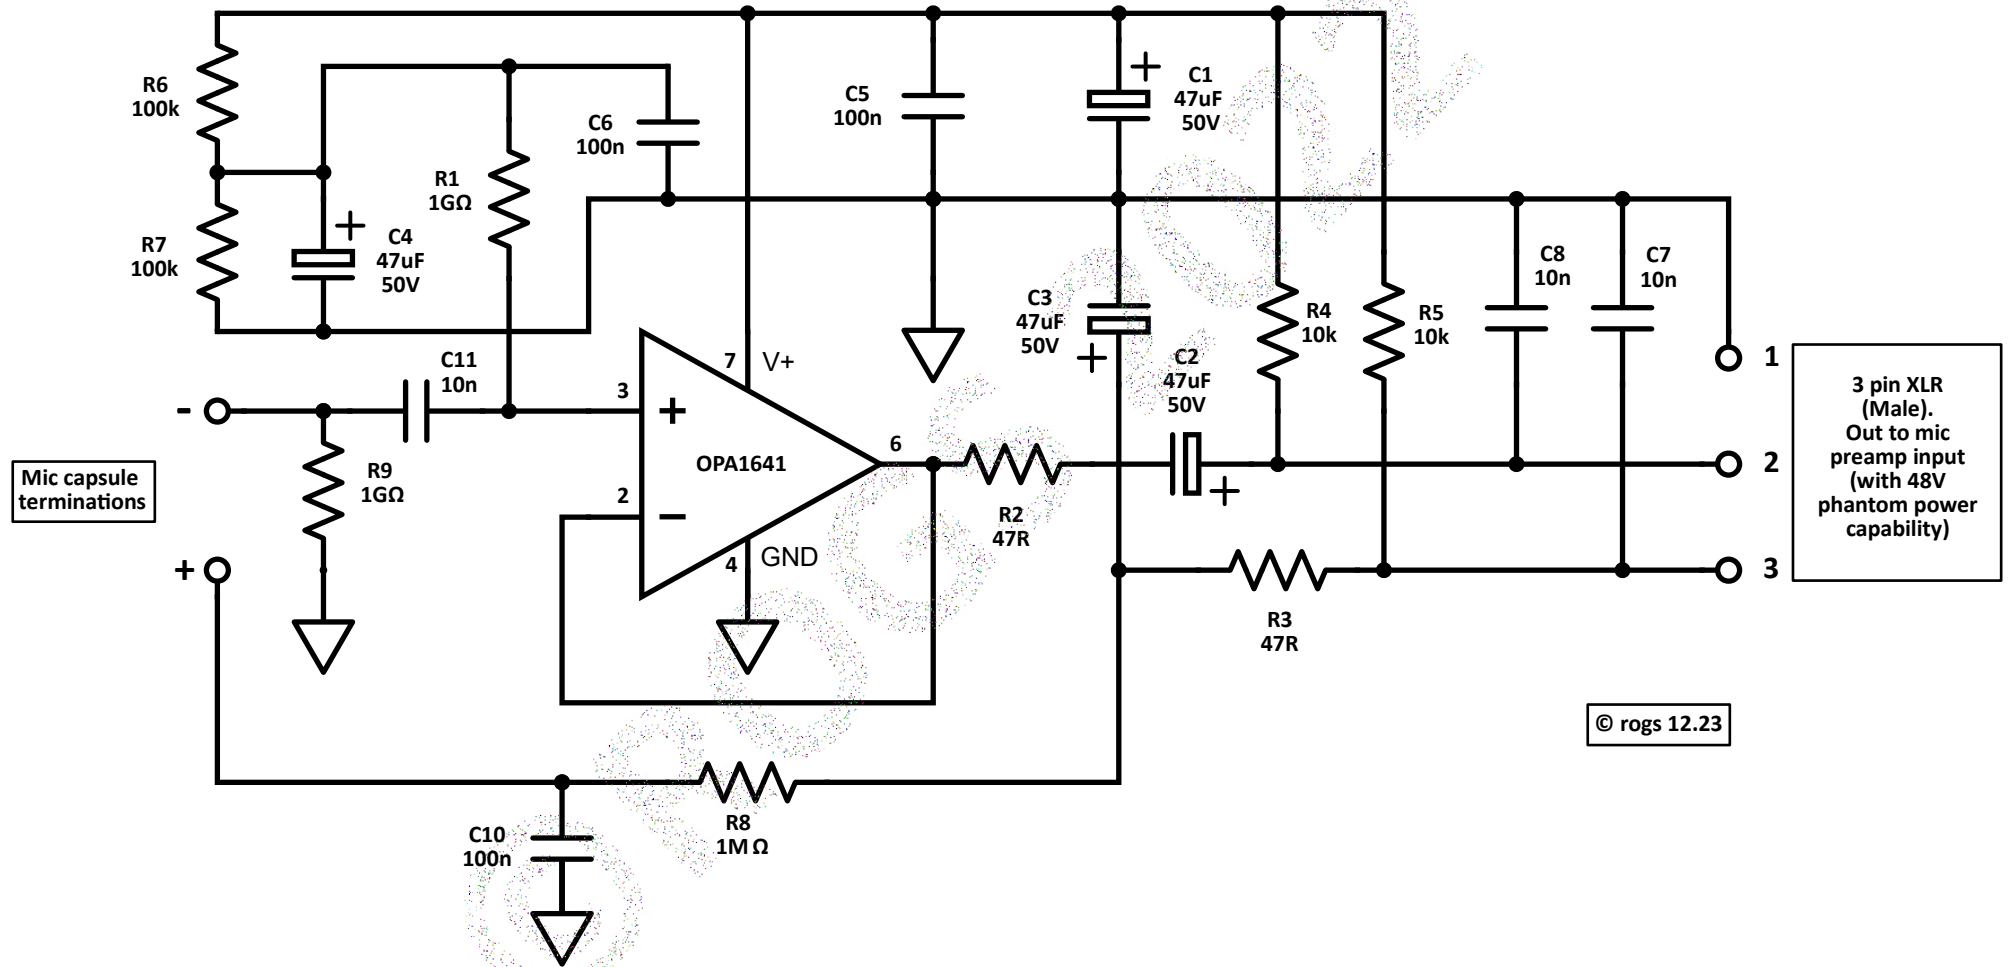 R6
100k
R7
100k
C4
47uF
50V
R1
1GΩ
C6
100n
C5
100n
C1
47uF
50V
C3
47uF
50V
C2
47uF
50V
R4
10k
R5
10k
C8
10n
C7
10n
C11
10n
-
R9
1GΩ
Mic capsule
terminations
+
3
2
7
V+
OPA1641
6
4
GND
R2
47R
R3
47R
1
2
3
3 pin XLR
(Male).
Out to mic
preamp input
(with 48V
phantom power
capability)
© rogs 12.23
R8
1M Ω
C10
100n